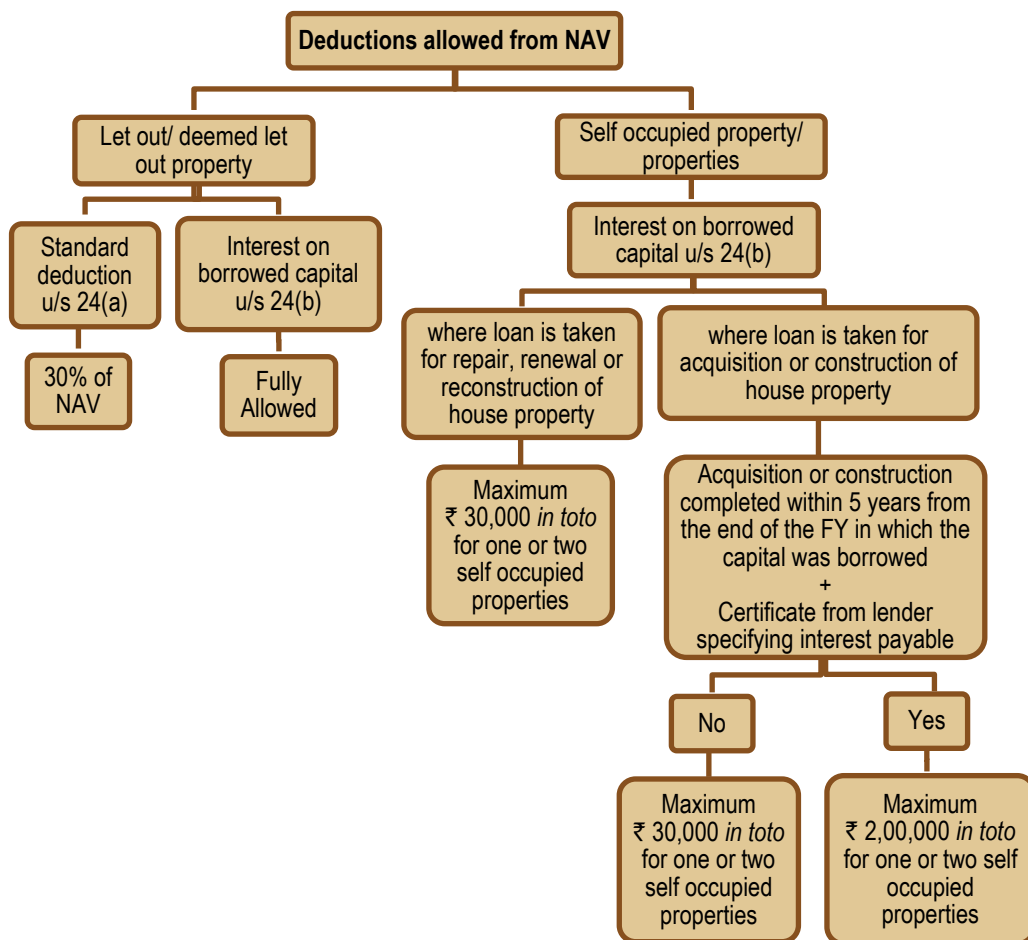 Deductions allowed from NAV
Let out/ deemed let
out property
Self occupied property/
properties
Standard
deduction
u/s 24(a)
Interest on
borrowed capital
u/s 24(b)
Interest on borrowed
capital u/s 24(b)
30% of
NAV
Fully
Allowed
where loan is taken
for repair, renewal or
reconstruction of
house property
where loan is taken for
acquisition or construction of
house property
Maximum
₹ 30,000 in toto
for one or two
self occupied
properties
Acquisition or construction
completed within 5 years from
the end of the FY in which the
capital was borrowed
+
Certificate from lender
specifying interest payable
No
Yes
Maximum
₹ 30,000 in toto
for one or two
self occupied
properties
Maximum
₹ 2,00,000 in toto
for one or two self
occupied
properties